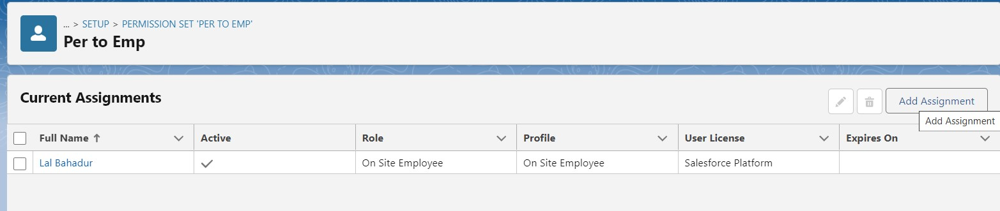 ... > SETUP > PERMISSION SET 'PER TO EMP'
Per to Emp
Current Assignments
Add Assignment
Add Assignment
Full Name ↑ Active Role Profile User License Expires On
Lal Bahadur On Site Employee On Site Employee Salesforce Platform